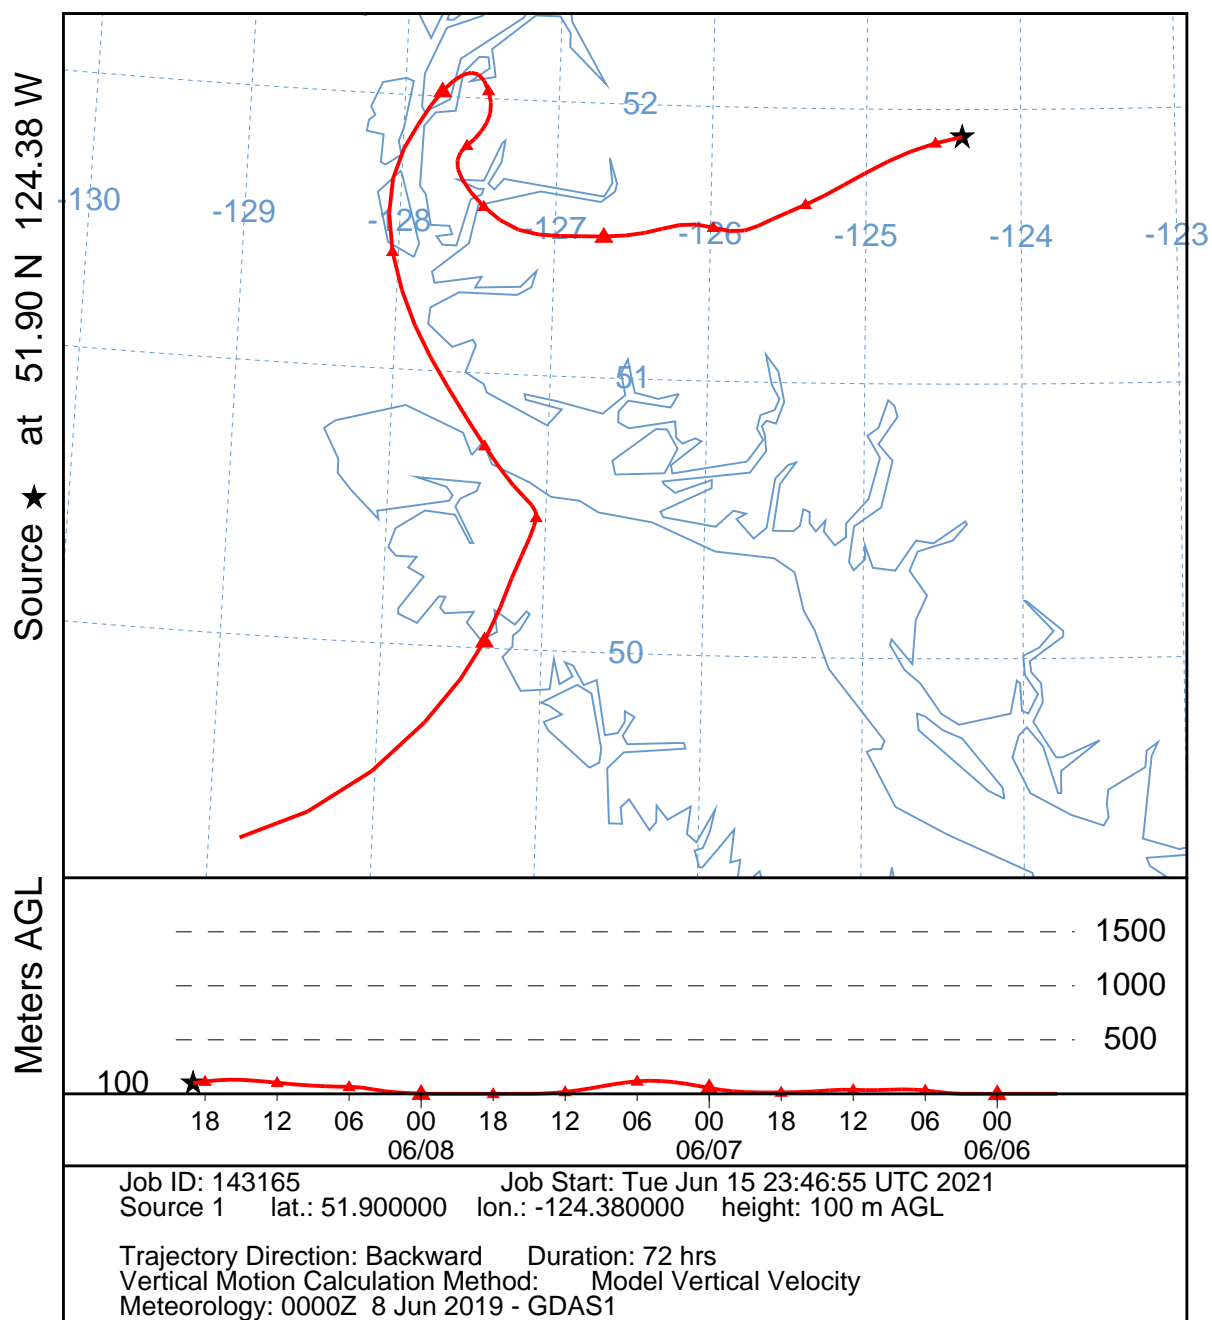 Source ★ at 51.90 N 124.38 W
52
-130
-129
-128
-127
-126
-125
-124
-123
51
50
Meters AGL
1500
1000
500
100
18 12 06 00 18 12 06 00 18 12 06 00
06/08 06/07 06/06
Job ID: 143165 Job Start: Tue Jun 15 23:46:55 UTC 2021
Source 1 lat.: 51.900000 lon.: -124.380000 height: 100 m AGL
Trajectory Direction: Backward Duration: 72 hrs
Vertical Motion Calculation Method: Model Vertical Velocity
Meteorology: 0000Z 8 Jun 2019 - GDAS1